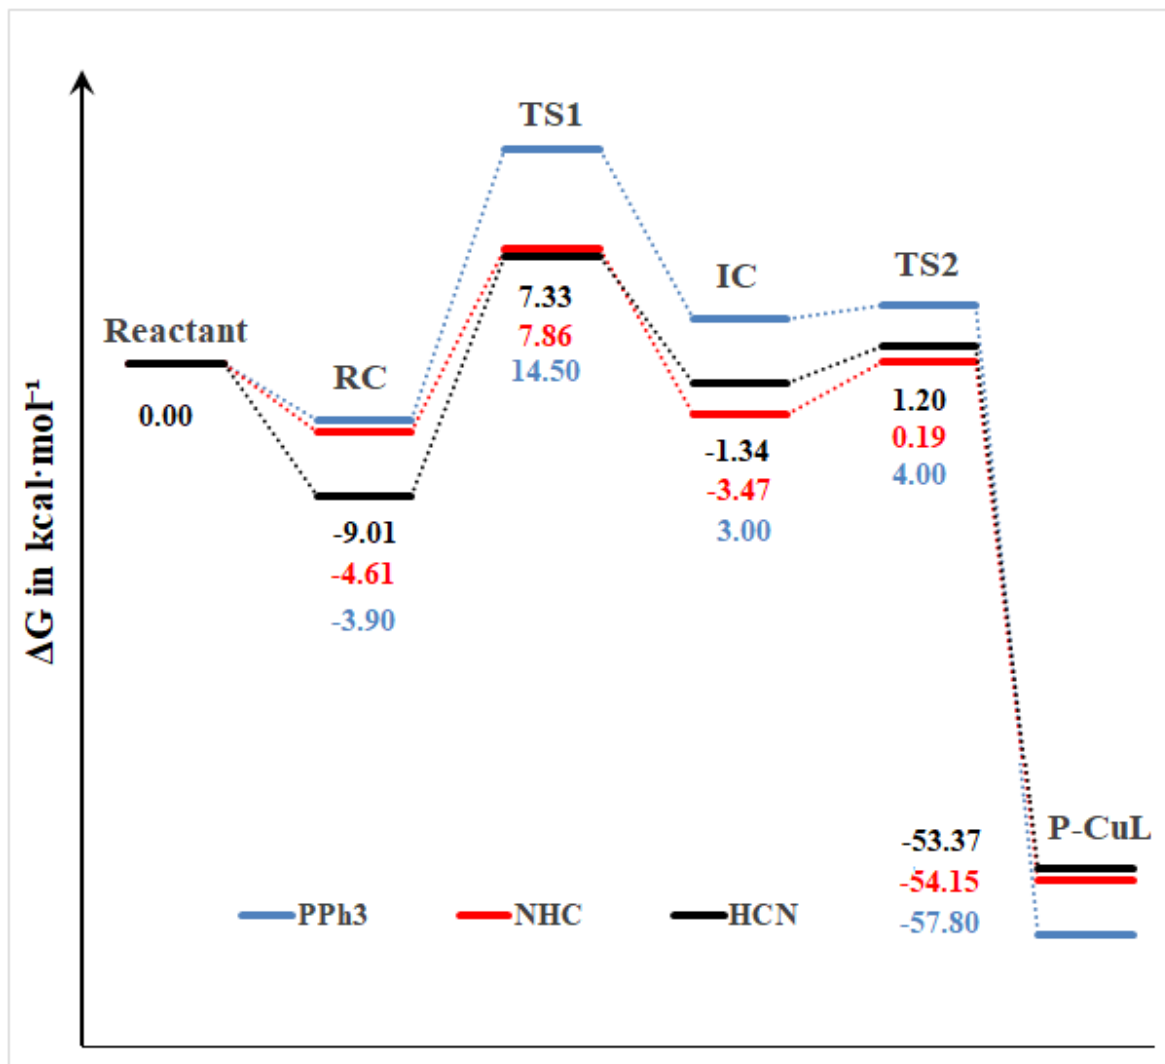 TS1
IC
TS2
Reactant
RC
7.33
7.86
14.50
0.00
1.20
0.19
4.00
-1.34
-3.47
3.00
-9.01
-4.61
-3.90
ΔG in kcal·mol⁻¹
P-CuL
-53.37
-54.15
-57.80
PPh3
NHC
HCN